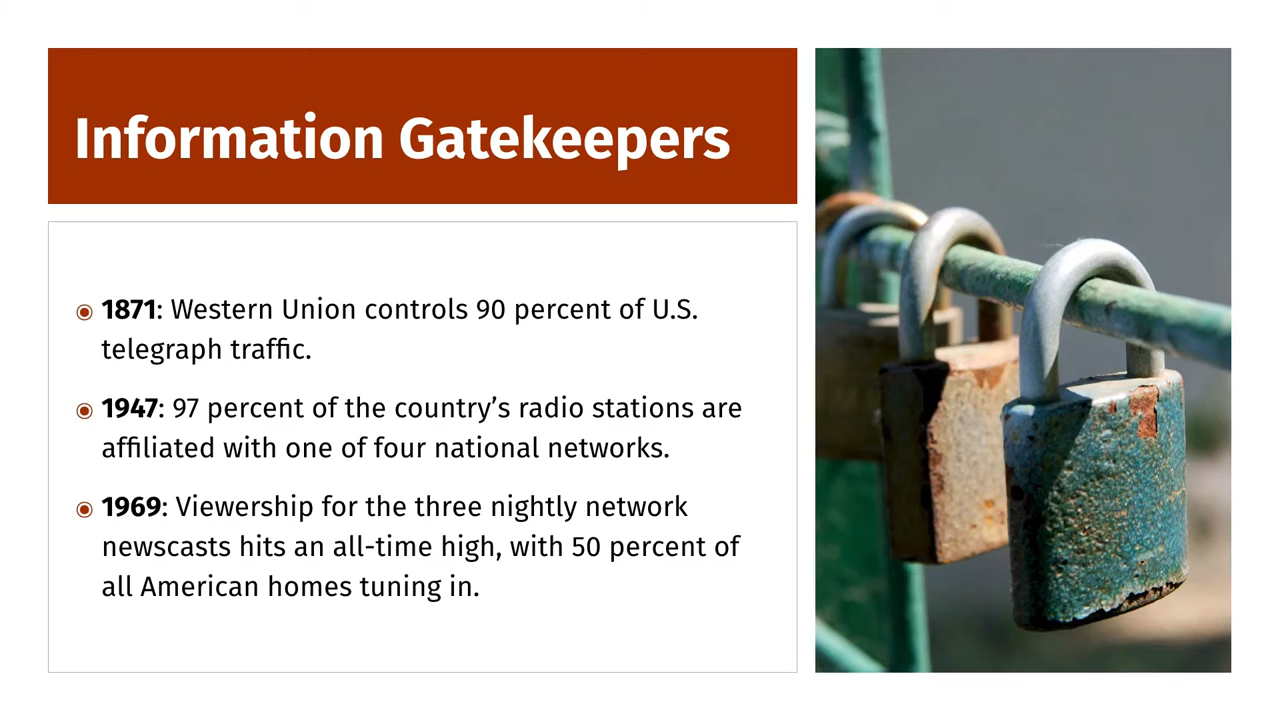 Information Gatekeepers
1871: Western Union controls 90 percent of U.S.
telegraph traffic.
1947: 97 percent of the country’s radio stations are
affiliated with one of four national networks.
1969: Viewership for the three nightly network
newscasts hits an all-time high, with 50 percent of
all American homes tuning in.